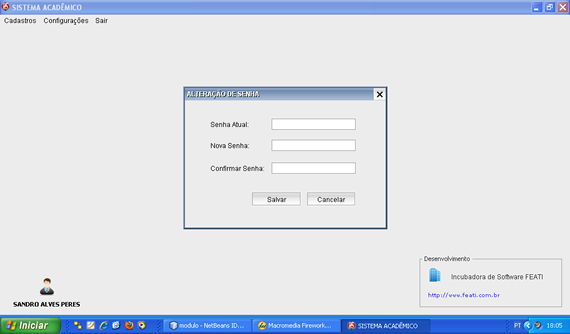 SISTEMA ACADÊMICO
Cadastros Configurações Sair
ALTERAÇÃO DE SENHA
Senha Atual:
Nova Senha:
Confirmar Senha:
Salvar Cancelar
SANDRO ALVES PERES
Desenvolvimento
Incubadora de Software FEATI
http://www.feati.com.br
Iniciar
modulo - NetBeans ID...
Macromedia Firework...
SISTEMA ACADÊMICO
PT
18:05